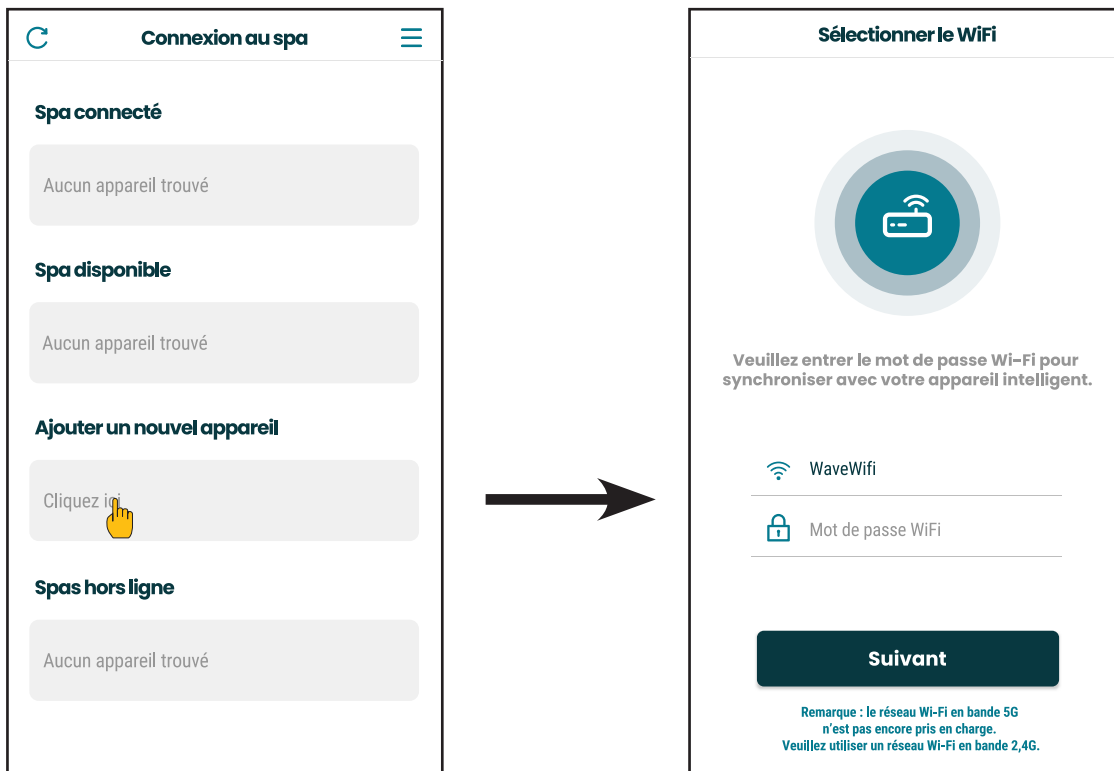 Connexion au spa
Spa connecté
Aucun appareil trouvé
Spa disponible
Aucun appareil trouvé
Ajouter un nouvel appareil
Cliquez ici
Spas hors ligne
Aucun appareil trouvé
Sélectionner le WiFi
Veuillez entrer le mot de passe Wi-Fi pour
synchroniser avec votre appareil intelligent.
WaveWifi
Mot de passe WiFi
Suivant
Remarque : le réseau Wi-Fi en bande 5G
n'est pas encore pris en charge.
Veuillez utiliser un réseau Wi-Fi en bande 2,4G.